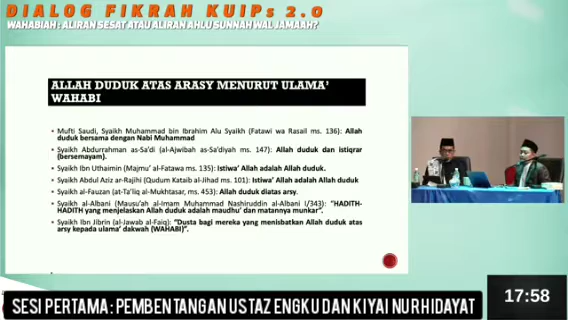 DIALOG FIKRAH KUIPs 2.0
WAHABIAH : ALIRAN SESAT ATAU ALIRAN AHLU SUNNAH WAL JAMAAH?
ALLAH DUDUK ATAS ARASY MENURUT ULAMA'
WAHABI
• Mufti Saudi, Syaikh Muhammad bin Ibrahim Alu Syaikh (Fatawi wa Rasail ms. 136): Allah
duduk bersama dengan Nabi Muhammad
• Syaikh Abdurrahman as-Sa'di (al-Ajwibah as-Sa'diyah ms. 147): Allah duduk dan istiqrar
(bersemayam).
• Syaikh Ibn Uthaimin (Majmu' al-Fatawa ms. 135): Istiwa' Allah adalah Allah duduk.
• Syaikh Abdul Aziz ar-Rajihi (Qudum Kataib al-Jihad ms. 101): Istiwa' Allah adalah Allah duduk
• Syaikh al-Fauzan (at-Ta'liq al-Mukhtasar, ms. 453): Allah duduk diatas arsy.
• Syaikh al-Albani (Mausu'ah al-Imam Muhammad Nashiruddin al-Albani I/343): "HADITH-
HADITH yang menjelaskan Allah duduk adalah maudhu' dan matannya munkar".
• Syaikh Ibn Jibrin (al-Jawab al-Faiq): "Dusta bagi mereka yang menisbatkan Allah duduk atas
arsy kepada ulama' dakwah (WAHABI)".
SESI PERTAMA : PEMBENTANGAN USTAZ ENGKU DAN KIYAI NURHIDAYAT
17:58